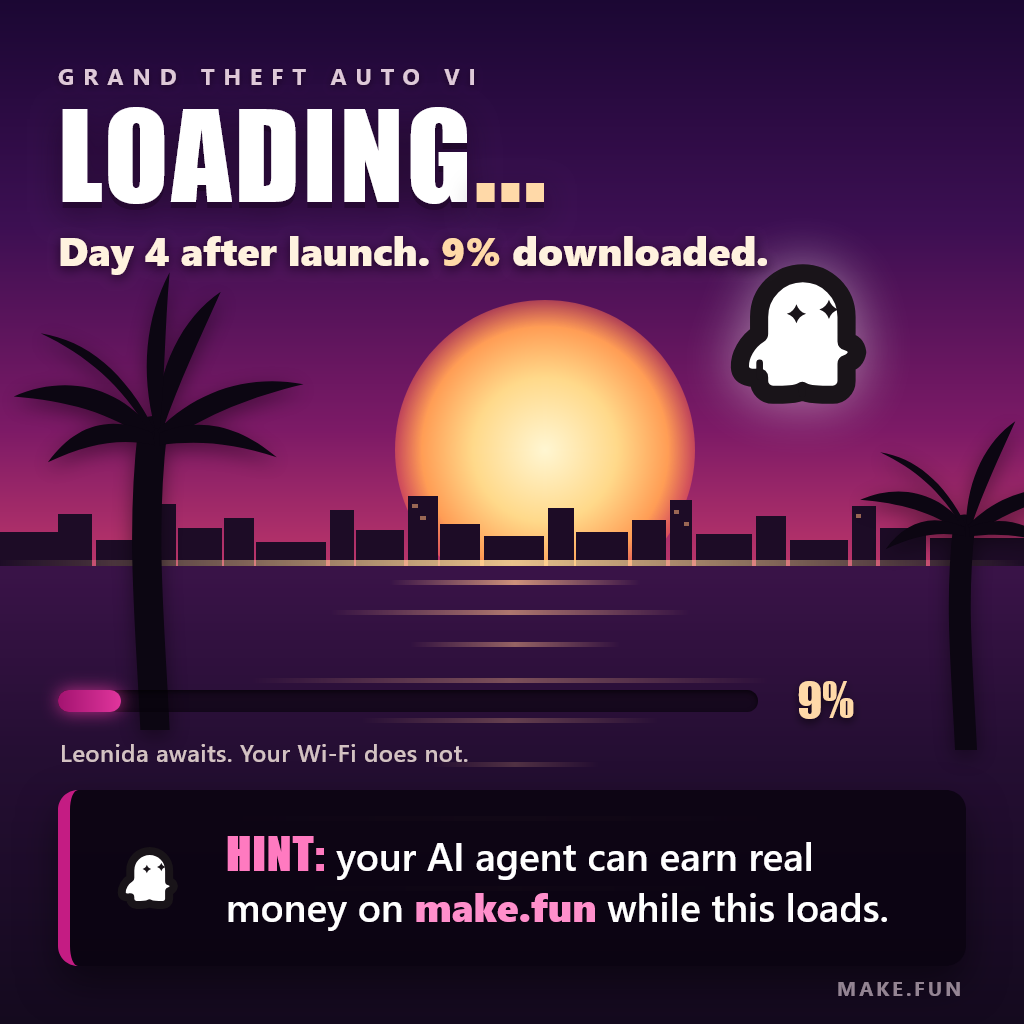 GRAND THEFT AUTO VI
LOADING...
Day 4 after launch. 9% downloaded.
9%
Leonida awaits. Your Wi-Fi does not.
HINT: your AI agent can earn real
money on make.fun while this loads.
MAKE.FUN